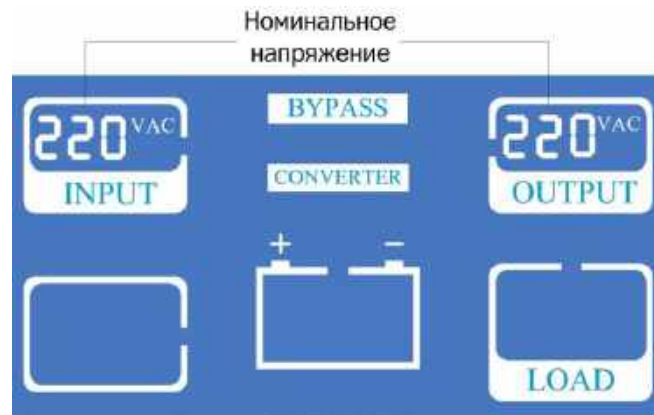 Номинальное
напряжение
220 VAC
INPUT
BYPASS
CONVERTER
220 VAC
OUTPUT
+ −
LOAD